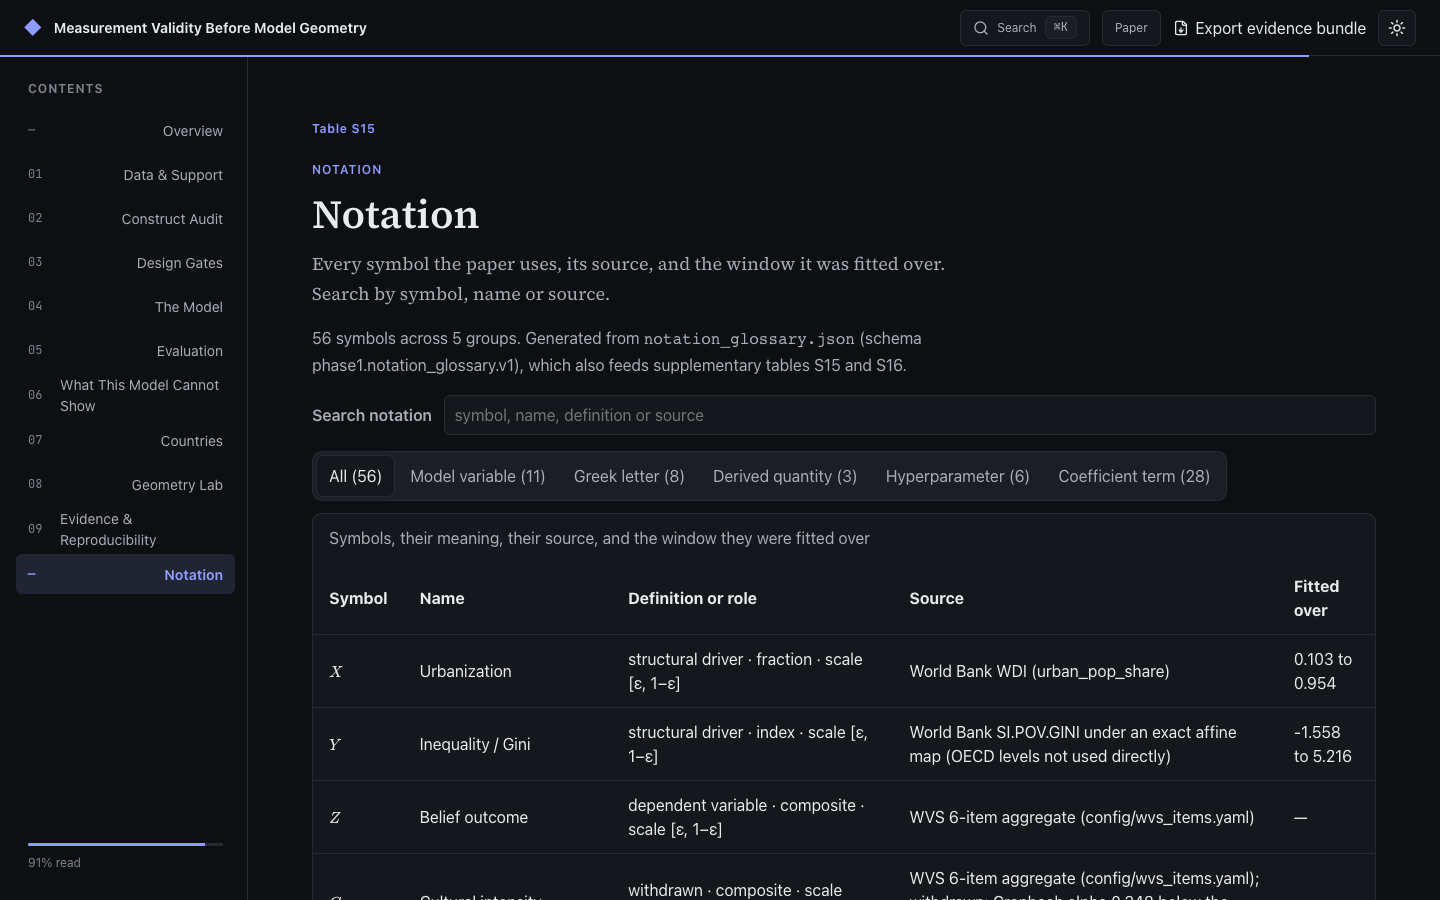 Measurement Validity Before Model Geometry
Search ⌘K
Paper
Export evidence bundle
CONTENTS
— Overview
01 Data & Support
02 Construct Audit
03 Design Gates
04 The Model
05 Evaluation
06 What This Model Cannot
Show
07 Countries
08 Geometry Lab
09 Evidence &
Reproducibility
— Notation
91% read
Table S15
NOTATION
Notation
Every symbol the paper uses, its source, and the window it was fitted over.
Search by symbol, name or source.
56 symbols across 5 groups. Generated from notation_glossary.json (schema
phase1.notation_glossary.v1), which also feeds supplementary tables S15 and S16.
Search notation symbol, name, definition or source
All (56) Model variable (11) Greek letter (8) Derived quantity (3) Hyperparameter (6) Coefficient term (28)
Symbols, their meaning, their source, and the window they were fitted over
Symbol Name Definition or role Source Fitted
over
X Urbanization structural driver · fraction · scale
[ε, 1−ε] World Bank WDI (urban_pop_share) 0.103 to
0.954
Y Inequality / Gini structural driver · index · scale [ε,
1−ε] World Bank SI.POV.GINI under an exact affine
map (OECD levels not used directly) -1.558
to 5.216
Z Belief outcome dependent variable · composite ·
scale [ε, 1−ε] WVS 6-item aggregate (config/wvs_items.yaml) —
withdrawn · composite · scale
WVS 6-item aggregate (config/wvs_items.yaml);